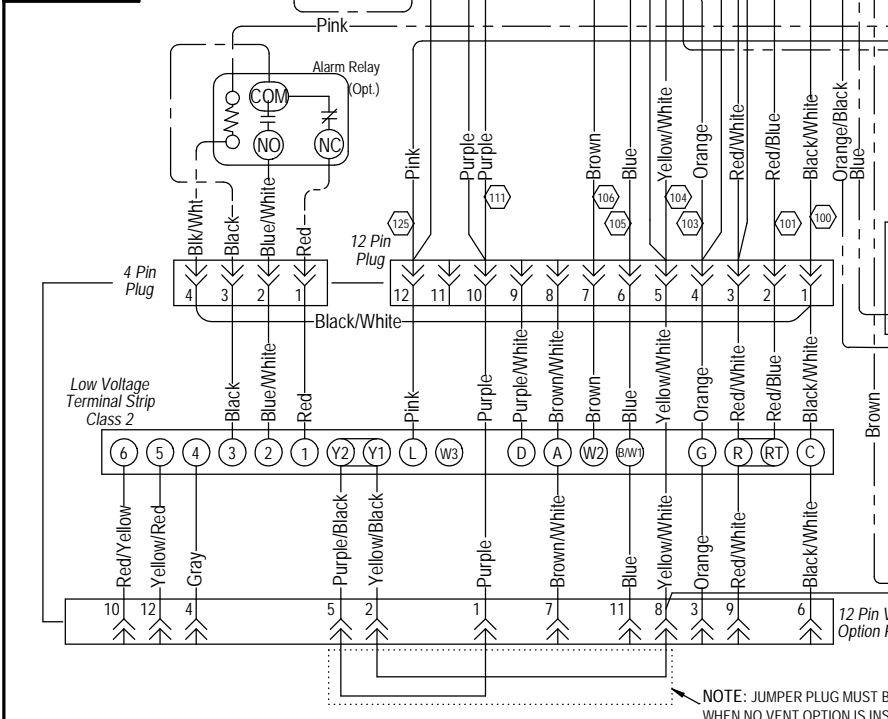 Pink
Alarm Relay
(Opt.)
COM
NO
NC
Blk/Wht
Black
Blue/White
Red
Pink
Purple
Purple
Brown
Blue
Yellow/White
Orange
Red/White
Red/Blue
Black/White
Orange/Black
Blue
125
111
106
105
104
103
101
100
12 Pin
Plug
4 Pin
Plug
4 3 2 1
12 11 10 9 8 7 6 5 4 3 2 1
Black/White
Low Voltage
Terminal Strip
Class 2
Black
Blue/White
Red
Pink
Purple
Purple/White
Brown/White
Brown
Blue
Yellow/White
Orange
Red/White
Red/Blue
Black/White
Brown
6 5 4 3 2 1 Y2 Y1 L W3 D A W2 B/W1 G R RT C
Red/Yellow
Yellow/Red
Gray
Purple/Black
Yellow/Black
Purple
Brown/White
Blue
Yellow/White
Orange
Red/White
Black/White
10 12 4 5 2 1 7 11 8 3 9 6
12 Pin V
Option
NOTE: JUMPER PLUG MUST B
WHEN NO VENT OPTION IS INS